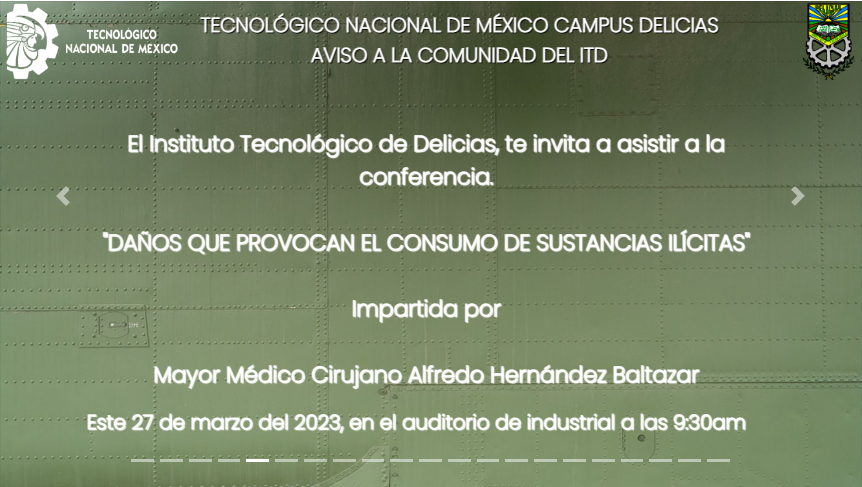 TECNOLÓGICO
NACIONAL DE MÉXICO
TECNOLÓGICO NACIONAL DE MÉXICO CAMPUS DELICIAS
AVISO A LA COMUNIDAD DEL ITD
El Instituto Tecnológico de Delicias, te invita a asistir a la
conferencia.
"DAÑOS QUE PROVOCAN EL CONSUMO DE SUSTANCIAS ILÍCITAS"
Impartida por
Mayor Médico Cirujano Alfredo Hernández Baltazar
Este 27 de marzo del 2023, en el auditorio de industrial a las 9:30am